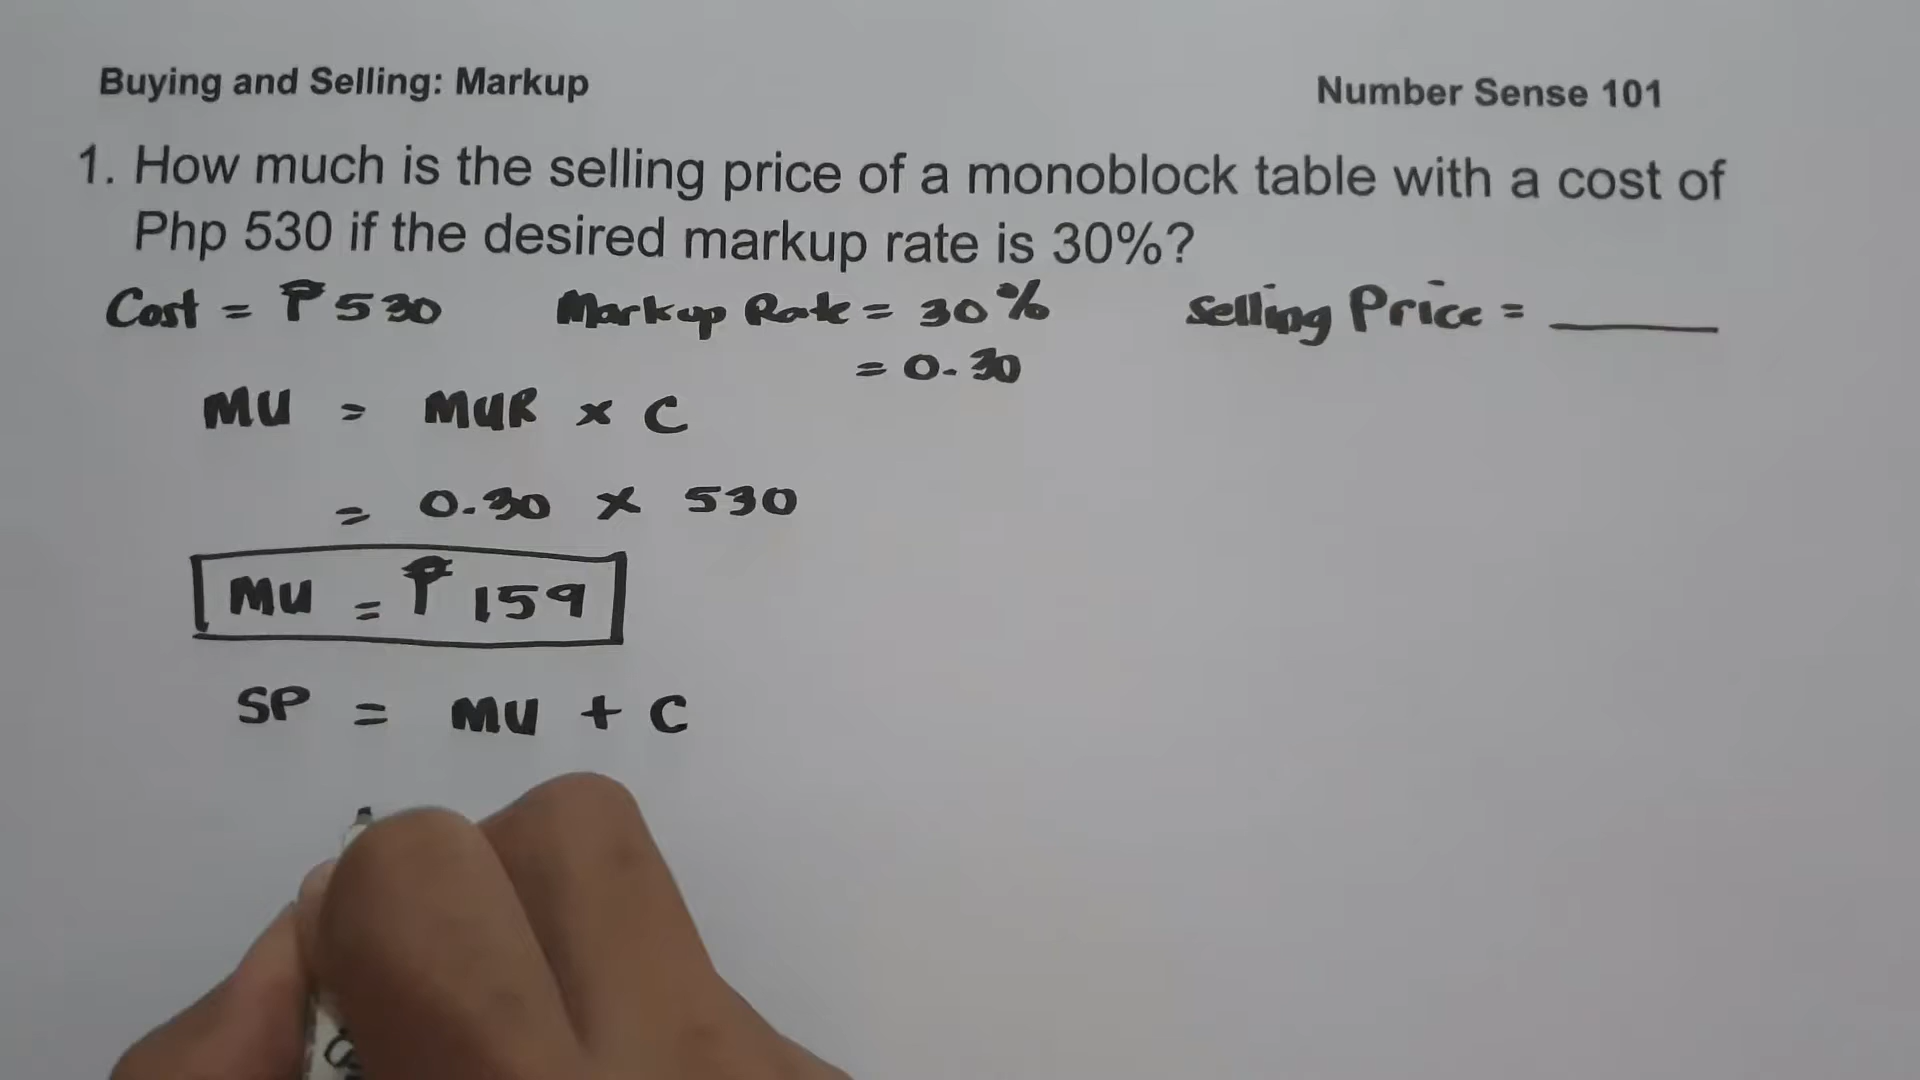 Buying and Selling: Markup Number Sense 101
1. How much is the selling price of a monoblock table with a cost of
Php 530 if the desired markup rate is 30%?
Cost = ₱530 Markup Rate = 30% Selling Price = ______
= 0.30
MU = MUR x C
= 0.30 x 530
MU = ₱159
SP = MU + C